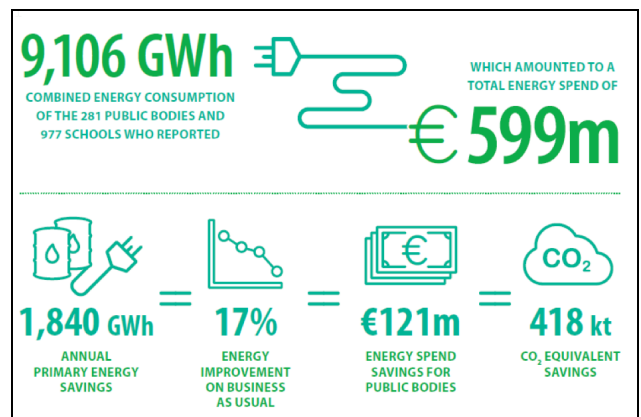 9,106 GWh
COMBINED ENERGY CONSUMPTION
OF THE 281 PUBLIC BODIES AND
977 SCHOOLS WHO REPORTED
WHICH AMOUNTED TO A
TOTAL ENERGY SPEND OF
€599m
€
CO₂
= = =
1,840 GWh
ANNUAL
PRIMARY ENERGY
SAVINGS
17%
ENERGY
IMPROVEMENT
ON BUSINESS
AS USUAL
€121m
ENERGY SPEND
SAVINGS FOR
PUBLIC BODIES
418 kt
CO₂ EQUIVALENT
SAVINGS